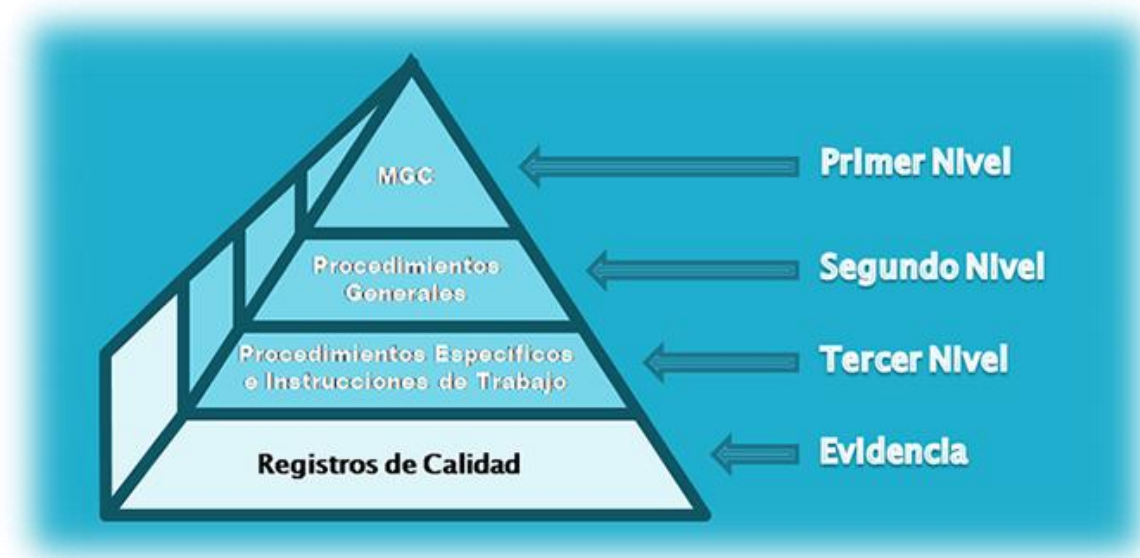 MGC
Primer Nivel
Procedimientos
Generales
Segundo Nivel
Procedimientos Específicos
e Instrucciones de Trabajo
Tercer Nivel
Registros de Calidad
Evidencia